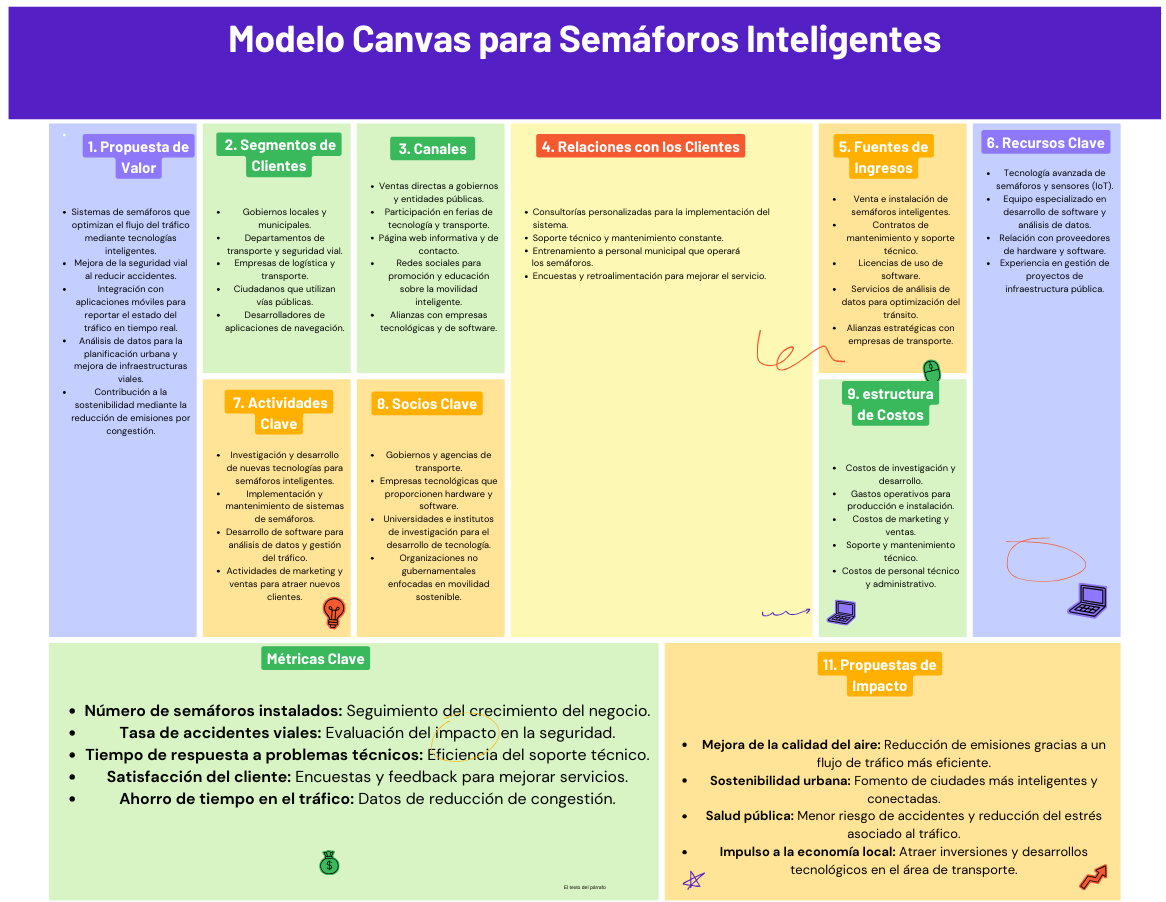 Modelo Canvas para Semáforos Inteligentes
1. Propuesta de
Valor
• Sistemas de semáforos que
optimizan el flujo del tráfico
mediante tecnologías
inteligentes.
• Mejora de la seguridad vial
al reducir accidentes.
• Integración con
aplicaciones móviles para
reportar el estado del
tráfico en tiempo real.
• Análisis de datos para la
planificación urbana y
mejora de infraestructuras
viales.
• Contribución a la
sostenibilidad mediante la
reducción de emisiones por
congestión.
2. Segmentos de
Clientes
• Gobiernos locales y
municipales.
• Departamentos de
transporte y seguridad vial.
• Empresas de logística y
transporte.
• Ciudadanos que utilizan
vías públicas.
• Desarrolladores de
aplicaciones de navegación.
3. Canales
• Ventas directas a gobiernos
y entidades públicas.
• Participación en ferias de
tecnología y transporte.
• Página web informativa y de
contacto.
• Redes sociales para
promoción y educación
sobre la movilidad
inteligente.
• Alianzas con empresas
tecnológicas y de software.
4. Relaciones con los Clientes
• Consultorías personalizadas para la implementación del
sistema.
• Soporte técnico y mantenimiento constante.
• Entrenamiento a personal municipal que operará
los semáforos.
• Encuestas y retroalimentación para mejorar el servicio.
5. Fuentes de
Ingresos
• Venta e instalación de
semáforos inteligentes.
• Contratos de
mantenimiento y soporte
técnico.
• Licencias de uso de
software.
• Servicios de análisis de
datos para optimización del
tránsito.
• Alianzas estratégicas con
empresas de transporte.
6. Recursos Clave
• Tecnología avanzada de
semáforos y sensores (IoT).
• Equipo especializado en
desarrollo de software y
análisis de datos.
• Relación con proveedores
de hardware y software.
• Experiencia en gestión de
proyectos de
infraestructura pública.
7. Actividades
Clave
• Investigación y desarrollo
de nuevas tecnologías para
semáforos inteligentes.
• Implementación y
mantenimiento de sistemas
de semáforos.
• Desarrollo de software para
análisis de datos y gestión
del tráfico.
• Actividades de marketing y
ventas para atraer nuevos
clientes.
8. Socios Clave
• Gobiernos y agencias de
transporte.
• Empresas tecnológicas que
proporcionen hardware y
software.
• Universidades e institutos
de investigación para el
desarrollo de tecnología.
• Organizaciones no
gubernamentales
enfocadas en movilidad
sostenible.
9. estructura
de Costos
• Costos de investigación y
desarrollo.
• Gastos operativos para
producción e instalación.
• Costos de marketing y
ventas.
• Soporte y mantenimiento
técnico.
• Costos de personal técnico
y administrativo.
Métricas Clave
• Número de semáforos instalados: Seguimiento del crecimiento del negocio.
• Tasa de accidentes viales: Evaluación del impacto en la seguridad.
• Tiempo de respuesta a problemas técnicos: Eficiencia del soporte técnico.
• Satisfacción del cliente: Encuestas y feedback para mejorar servicios.
• Ahorro de tiempo en el tráfico: Datos de reducción de congestión.
$
El texto del párrafo
11. Propuestas de
Impacto
• Mejora de la calidad del aire: Reducción de emisiones gracias a un
flujo de tráfico más eficiente.
• Sostenibilidad urbana: Fomento de ciudades más inteligentes y
conectadas.
• Salud pública: Menor riesgo de accidentes y reducción del estrés
asociado al tráfico.
• Impulso a la economía local: Atraer inversiones y desarrollos
tecnológicos en el área de transporte.